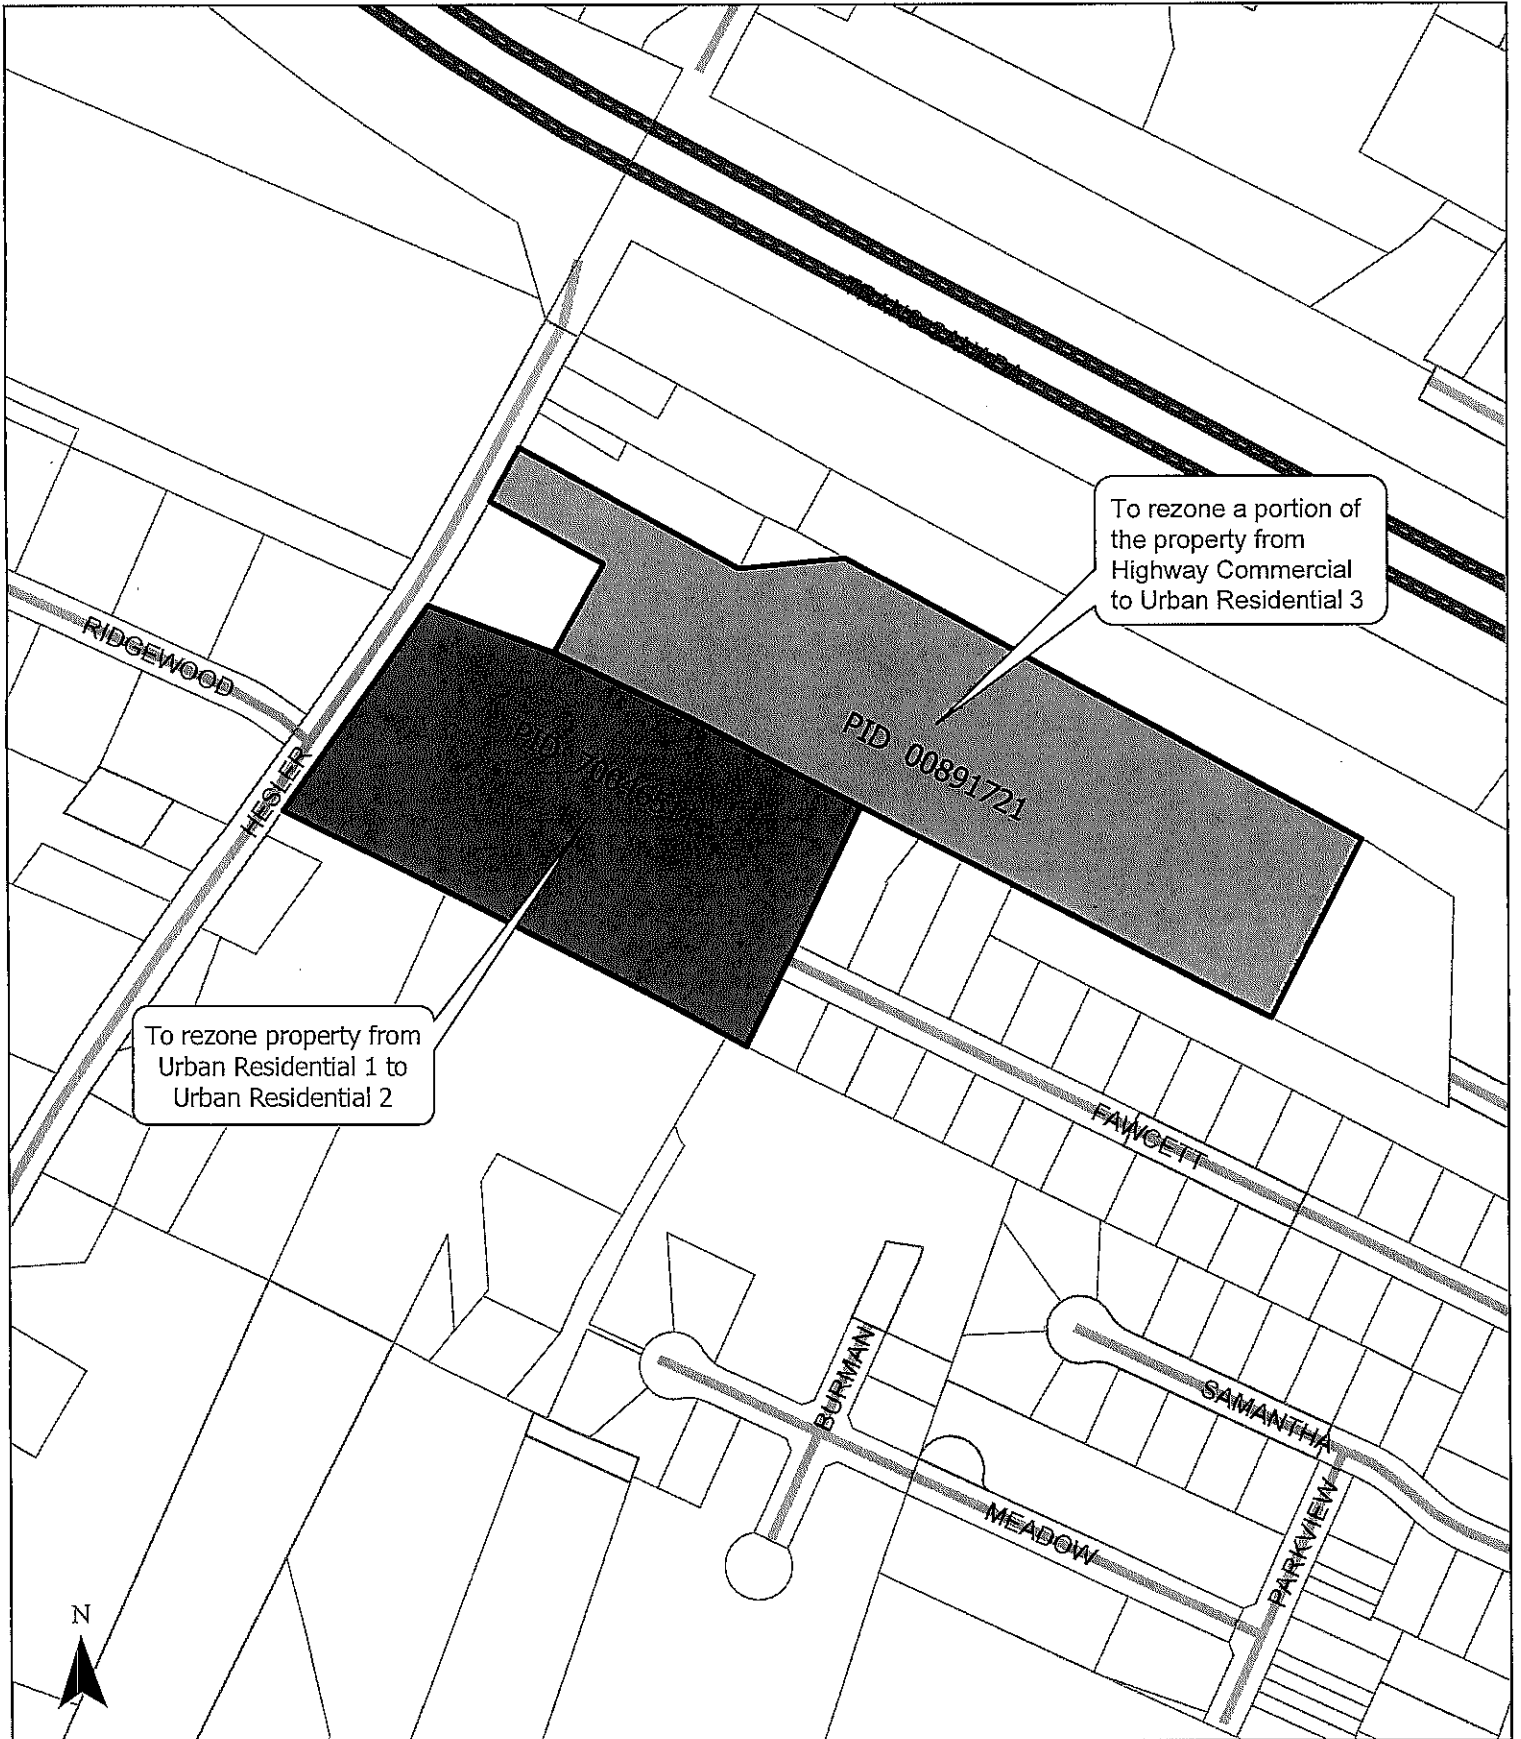 To rezone a portion of
the property from
Highway Commercial
to Urban Residential 3
RIDGEWOOD
PID 00891721
PID
HESLER
To rezone property from
Urban Residential 1 to
Urban Residential 2
FAWCETT
BURMAN
SAMANTHA
MEADOW
PARKVIEW
N